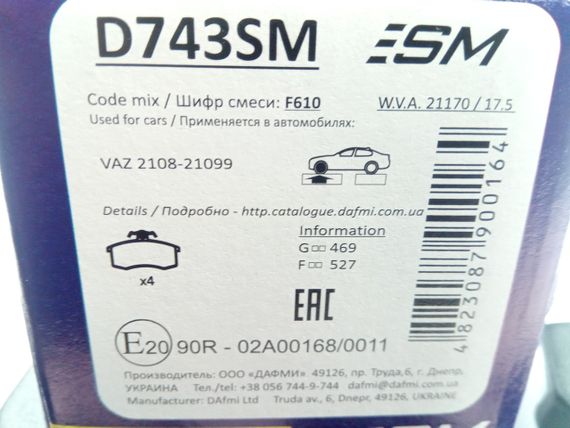 D743SM
SM
Code mix / Шифр смеси: F610
W.V.A. 21170 / 17.5
Used for cars / Применяется в автомобилях:
VAZ 2108-21099
Details / Подробно - http.catalogue.dafmi.com.ua
Information
G□□ 469
F □□ 527
x4
EAC
4823087900164
E20 90R - 02A00168/0011
Производитель: ООО «ДАФМИ» 49126, пр. Труда,6, г. Днепр,
УКРАИНА Тел./tel: +38 056 744-9-744 dafmi@dafmi.com.ua
Manufacturer: DAfmi Ltd Truda av., 6, Dnepr, 49126, UKRAINE